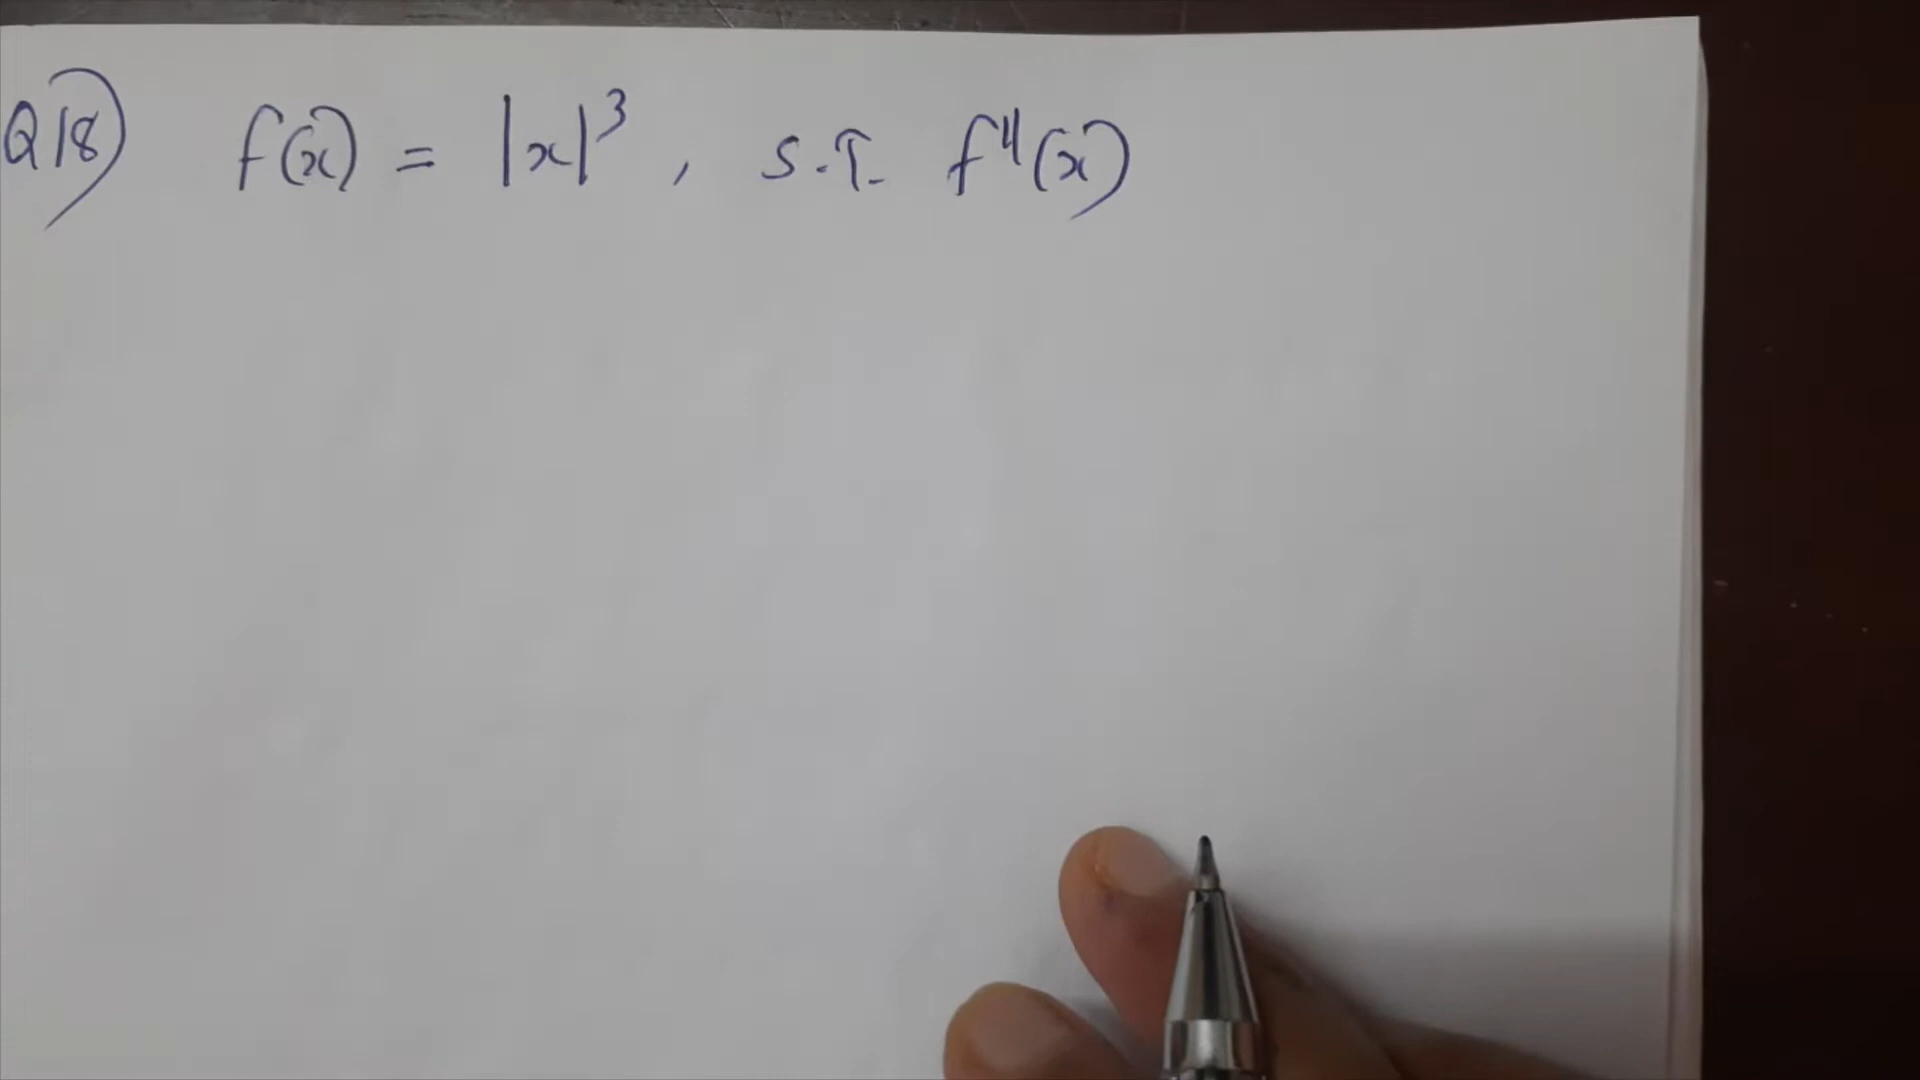 Q18) f(x) = |x|³ , S.T. f"(x)